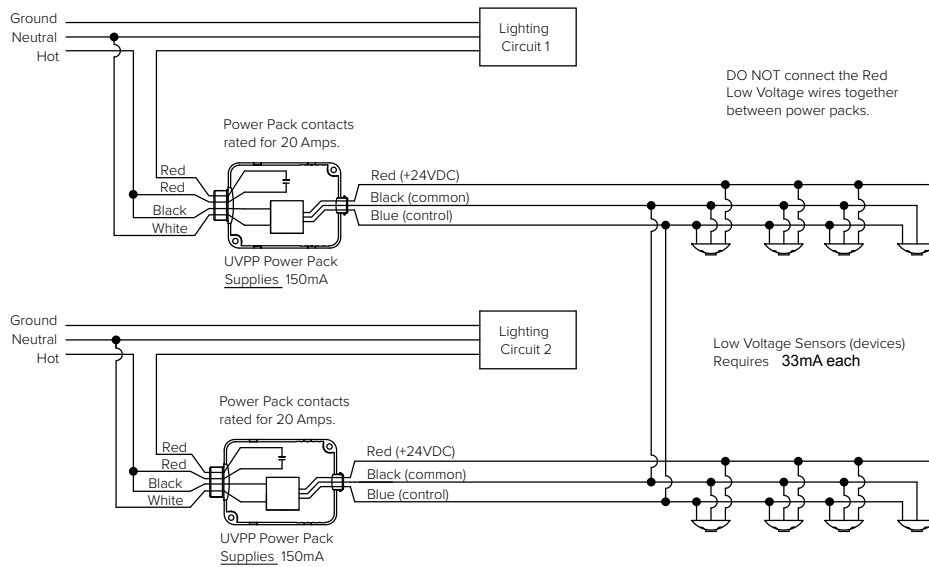 Ground
Neutral
Hot
Lighting
Circuit 1
DO NOT connect the Red
Low Voltage wires together
between power packs.
Power Pack contacts
rated for 20 Amps.
Red
Red
Black
White
Red (+24VDC)
Black (common)
Blue (control)
UVPP Power Pack
Supplies 150mA
Ground
Neutral
Hot
Lighting
Circuit 2
Low Voltage Sensors (devices)
Requires 33mA each
Power Pack contacts
rated for 20 Amps.
Red
Red
Black
White
Red (+24VDC)
Black (common)
Blue (control)
UVPP Power Pack
Supplies 150mA